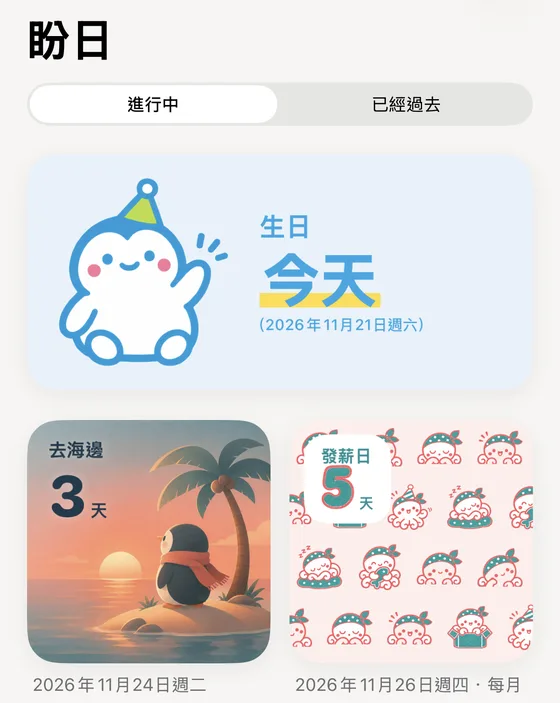 盼日
進行中
已經過去
生日
今天
(2026年11月21日週六)
去海邊
3天
發薪日
5天
2026年11月24日週二
2026年11月26日週四・每月